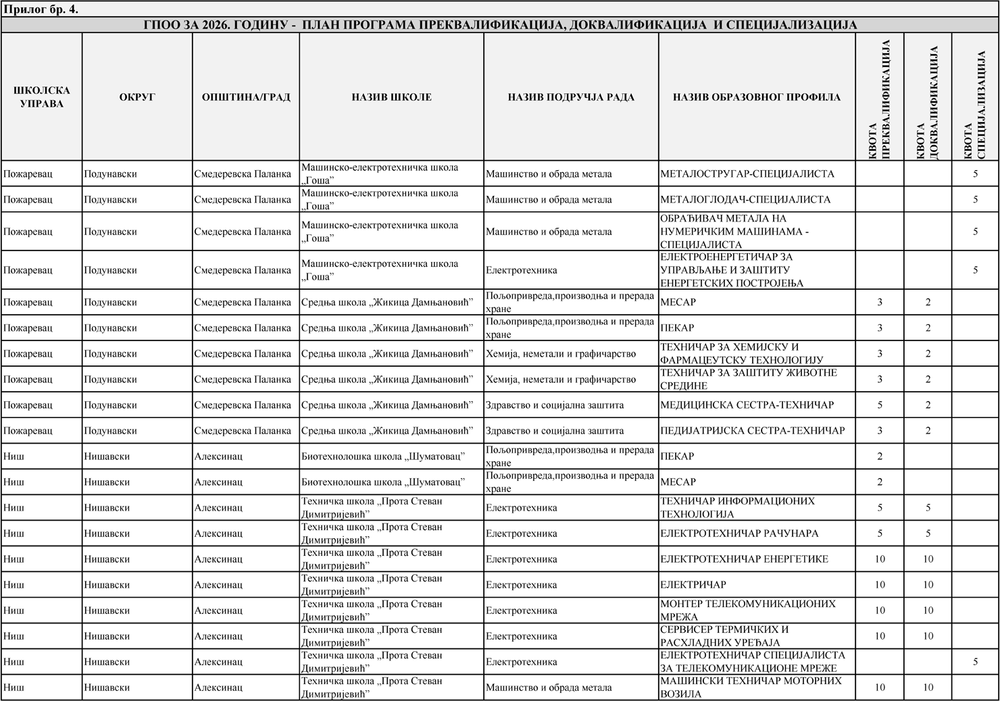 Прилог бр. 4.
ГПОО ЗА 2026. ГОДИНУ - ПЛАН ПРОГРАМА ПРЕКВАЛИФИКАЦИЈА, ДОКВАЛИФИКАЦИЈА И СПЕЦИЈАЛИЗАЦИЈА
ШКОЛСКА УПРАВА ОКРУГ ОПШТИНА/ГРАД НАЗИВ ШКОЛЕ НАЗИВ ПОДРУЧЈА РАДА НАЗИВ ОБРАЗОВНОГ ПРОФИЛА КВОТА ПРЕКВАЛИФИКАЦИЈА КВОТА ДОКВАЛИФИКАЦИЈА КВОТА СПЕЦИЈАЛИЗАЦИЈА
Пожаревац Подунавски Смедеревска Паланка Машинско-електротехничка школа „Гоша” Машинство и обрада метала МЕТАЛОСТРУГАР-СПЕЦИЈАЛИСТА 5
Пожаревац Подунавски Смедеревска Паланка Машинско-електротехничка школа „Гоша” Машинство и обрада метала МЕТАЛОГЛОДАЧ-СПЕЦИЈАЛИСТА 5
Пожаревац Подунавски Смедеревска Паланка Машинско-електротехничка школа „Гоша” Машинство и обрада метала ОБРАЂИВАЧ МЕТАЛА НА НУМЕРИЧКИМ МАШИНАМА - СПЕЦИЈАЛИСТА 5
Пожаревац Подунавски Смедеревска Паланка Машинско-електротехничка школа „Гоша” Електротехника ЕЛЕКТРОЕНЕРГЕТИЧАР ЗА УПРАВЉАЊЕ И ЗАШТИТУ ЕНЕРГЕТСКИХ ПОСТРОЈЕЊА 5
Пожаревац Подунавски Смедеревска Паланка Средња школа „Жикица Дамњановић” Пољопривреда,производња и прерада хране МЕСАР 3 2
Пожаревац Подунавски Смедеревска Паланка Средња школа „Жикица Дамњановић” Пољопривреда,производња и прерада хране ПЕКАР 3 2
Пожаревац Подунавски Смедеревска Паланка Средња школа „Жикица Дамњановић” Хемија, неметали и графичарство ТЕХНИЧАР ЗА ХЕМИЈСКУ И ФАРМАЦЕУТСКУ ТЕХНОЛОГИЈУ 3 2
Пожаревац Подунавски Смедеревска Паланка Средња школа „Жикица Дамњановић” Хемија, неметали и графичарство ТЕХНИЧАР ЗА ЗАШТИТУ ЖИВОТНЕ СРЕДИНЕ 3 2
Пожаревац Подунавски Смедеревска Паланка Средња школа „Жикица Дамњановић” Здравство и социјална заштита МЕДИЦИНСКА СЕСТРА-ТЕХНИЧАР 5 2
Пожаревац Подунавски Смедеревска Паланка Средња школа „Жикица Дамњановић” Здравство и социјална заштита ПЕДИЈАТРИЈСКА СЕСТРА-ТЕХНИЧАР 3 2
Ниш Нишавски Алексинац Биотехнолошка школа „Шуматовац” Пољопривреда,производња и прерада хране ПЕКАР 2
Ниш Нишавски Алексинац Биотехнолошка школа „Шуматовац” Пољопривреда,производња и прерада хране МЕСАР 2
Ниш Нишавски Алексинац Техничка школа „Прота Стеван Димитријевић” Електротехника ТЕХНИЧАР ИНФОРМАЦИОНИХ ТЕХНОЛОГИЈА 5 5
Ниш Нишавски Алексинац Техничка школа „Прота Стеван Димитријевић” Електротехника ЕЛЕКТРОТЕХНИЧАР РАЧУНАРА 5 5
Ниш Нишавски Алексинац Техничка школа „Прота Стеван Димитријевић” Електротехника ЕЛЕКТРОТЕХНИЧАР ЕНЕРГЕТИКЕ 10 10
Ниш Нишавски Алексинац Техничка школа „Прота Стеван Димитријевић” Електротехника ЕЛЕКТРИЧАР 10 10
Ниш Нишавски Алексинац Техничка школа „Прота Стеван Димитријевић” Електротехника МОНТЕР ТЕЛЕКОМУНИКАЦИОНИХ МРЕЖА 10 10
Ниш Нишавски Алексинац Техничка школа „Прота Стеван Димитријевић” Електротехника СЕРВИСЕР ТЕРМИЧКИХ И РАСХЛАДНИХ УРЕЂАЈА 10 10
Ниш Нишавски Алексинац Техничка школа „Прота Стеван Димитријевић” Електротехника ЕЛЕКТРОТЕХНИЧАР СПЕЦИЈАЛИСТА ЗА ТЕЛЕКОМУНИКАЦИОНЕ МРЕЖЕ 5
Ниш Нишавски Алексинац Техничка школа „Прота Стеван Димитријевић” Машинство и обрада метала МАШИНСКИ ТЕХНИЧАР МОТОРНИХ ВОЗИЛА 10 10